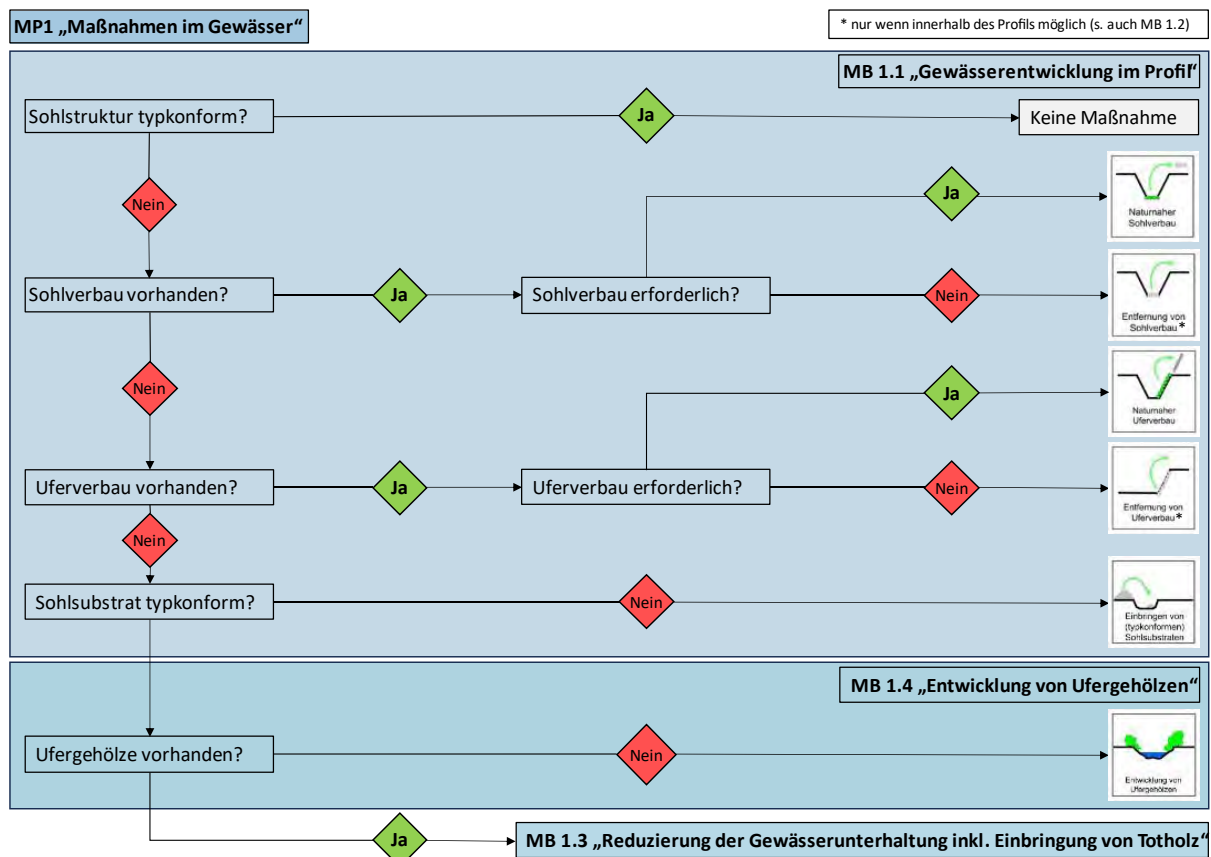 MP1 „Maßnahmen im Gewässer“
* nur wenn innerhalb des Profils möglich (s. auch MB 1.2)
MB 1.1 „Gewässerentwicklung im Profil“
Sohlstruktur typkonform?
Ja
Keine Maßnahme
Nein
Ja
Naturnaher
Sohlverbau
Sohlverbau vorhanden?
Ja
Sohlverbau erforderlich?
Nein
Entfernung von
Sohlverbau *
Nein
Ja
Naturnaher
Uferverbau
Uferverbau vorhanden?
Ja
Uferverbau erforderlich?
Nein
Entfernung von
Uferverbau *
Nein
Sohlsubstrat typkonform?
Nein
Einbringen von
(typkonformen)
Sohlsubstraten
MB 1.4 „Entwicklung von Ufergehölzen“
Ufergehölze vorhanden?
Nein
Entwicklung von
Ufergehölzen
Ja
MB 1.3 „Reduzierung der Gewässerunterhaltung inkl. Einbringung von Totholz“